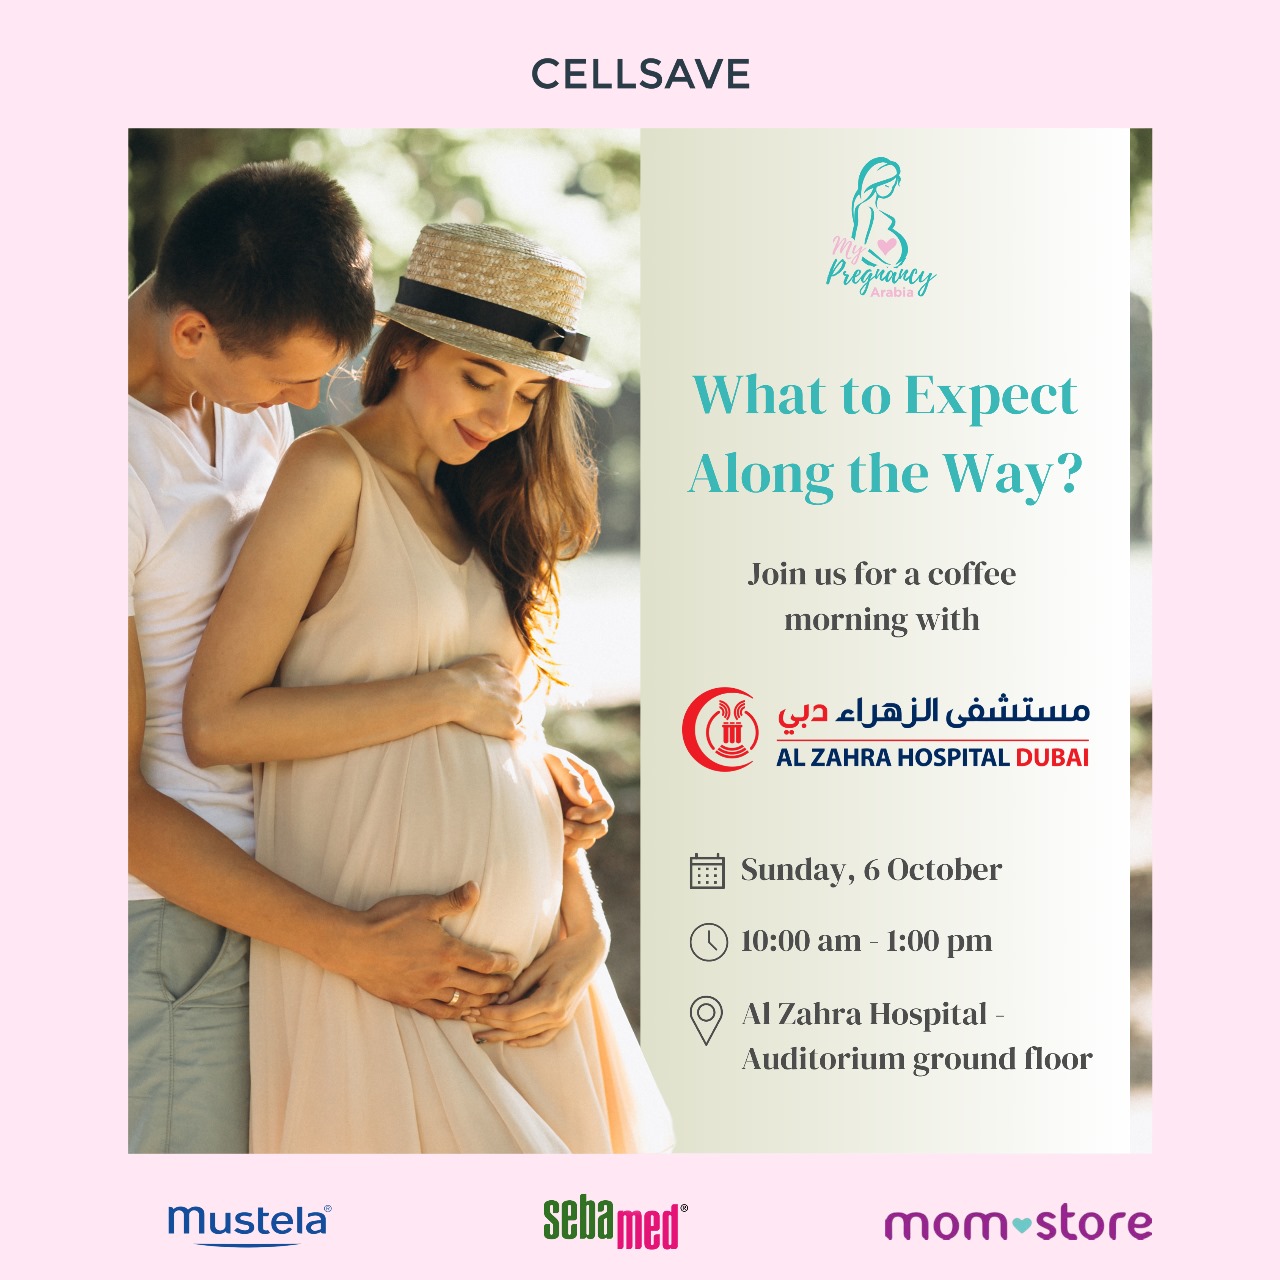 CELLSAVE
My
Pregnancy
Arabia
What to Expect
Along the Way?
Join us for a coffee
morning with
مستشفى الزهراء دبي
AL ZAHRA HOSPITAL DUBAI
Sunday, 6 October
10:00 am - 1:00 pm
Al Zahra Hospital -
Auditorium ground floor
mustela®
sebamed®
mom store